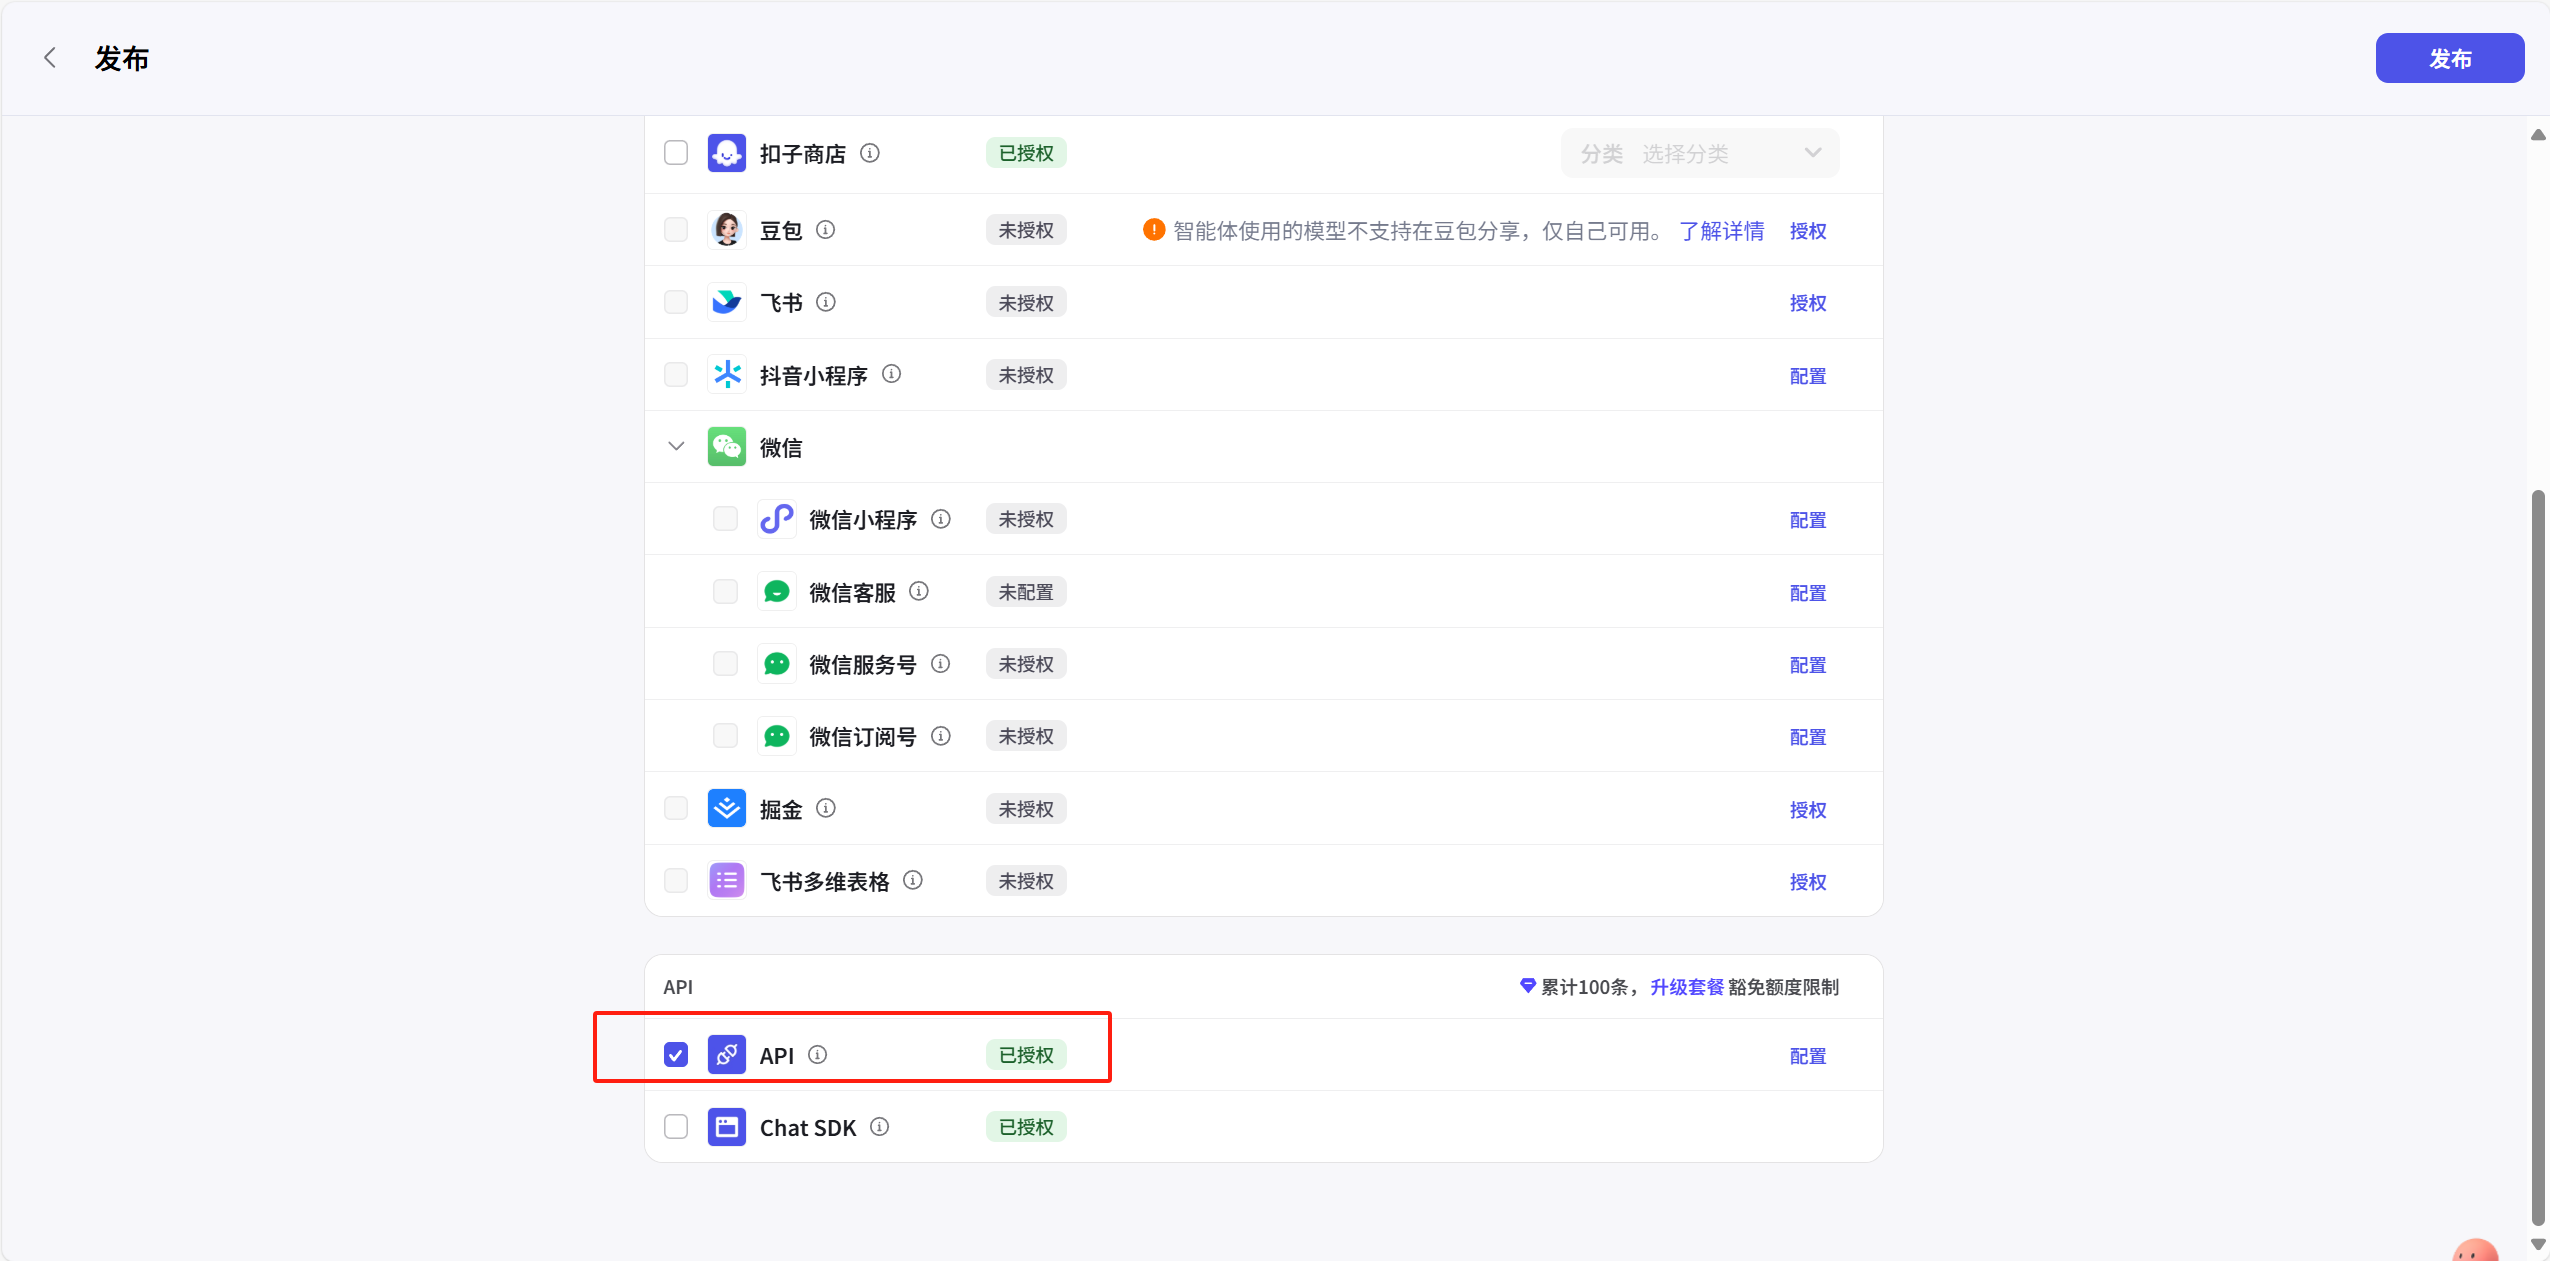 发布
发布
扣子商店 已授权 分类 选择分类
豆包 未授权 智能体使用的模型不支持在豆包分享，仅自己可用。 了解详情 授权
飞书 未授权 授权
抖音小程序 未授权 配置
微信
微信小程序 未授权 配置
微信客服 未配置 配置
微信服务号 未授权 配置
微信订阅号 未授权 配置
掘金 未授权 授权
飞书多维表格 未授权 授权
API 累计100条，升级套餐 豁免额度限制
API 已授权 配置
Chat SDK 已授权